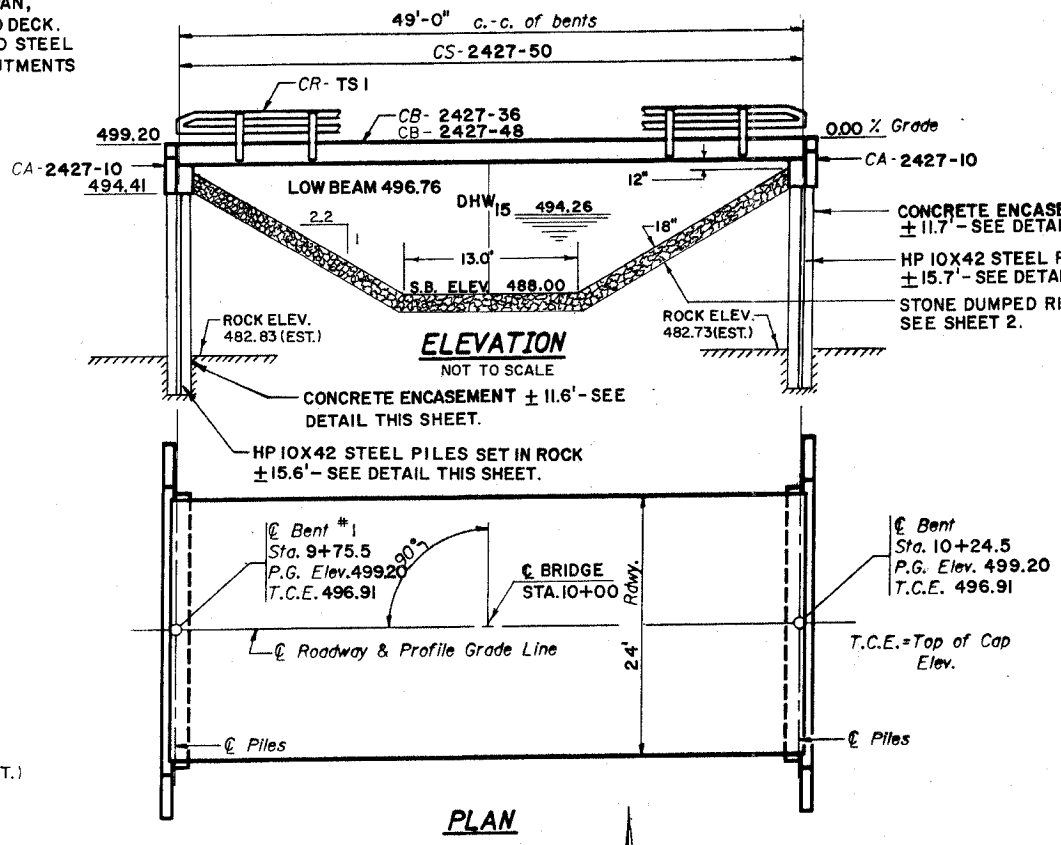 AN,
DECK.
STEEL
UTMENTS
49'-0" c.-c. of bents
CS-2427-50
CR-TS1
CB-2427-36
CB-2427-48
499.20
0.00 % Grade
CA-2427-10
CA-2427-10
494.41
LOW BEAM 496.76
12"
DHW15 494.26
2.2
1
18"
13.0'
S.B. ELEV. 488.00
CONCRETE ENCASE
±11.7'-SEE DETAI
HP 10X42 STEEL P
±15.7'-SEE DETAI
STONE DUMPED RI
SEE SHEET 2.
ROCK ELEV.
482.83 (EST.)
ROCK ELEV.
482.73 (EST.)
ELEVATION
NOT TO SCALE
CONCRETE ENCASEMENT ±11.6'-SEE
DETAIL THIS SHEET.
HP 10X42 STEEL PILES SET IN ROCK
±15.6'-SEE DETAIL THIS SHEET.
℄ Bent #1
Sta. 9+75.5
P.G. Elev. 499.20
T.C.E. 496.91
90°
℄ BRIDGE
STA. 10+00
℄ Roadway & Profile Grade Line
24' Rdwy.
℄ Bent
Sta. 10+24.5
P.G. Elev. 499.20
T.C.E. 496.91
T.C.E.=Top of Cap
Elev.
℄ Piles
℄ Piles
T.)
PLAN